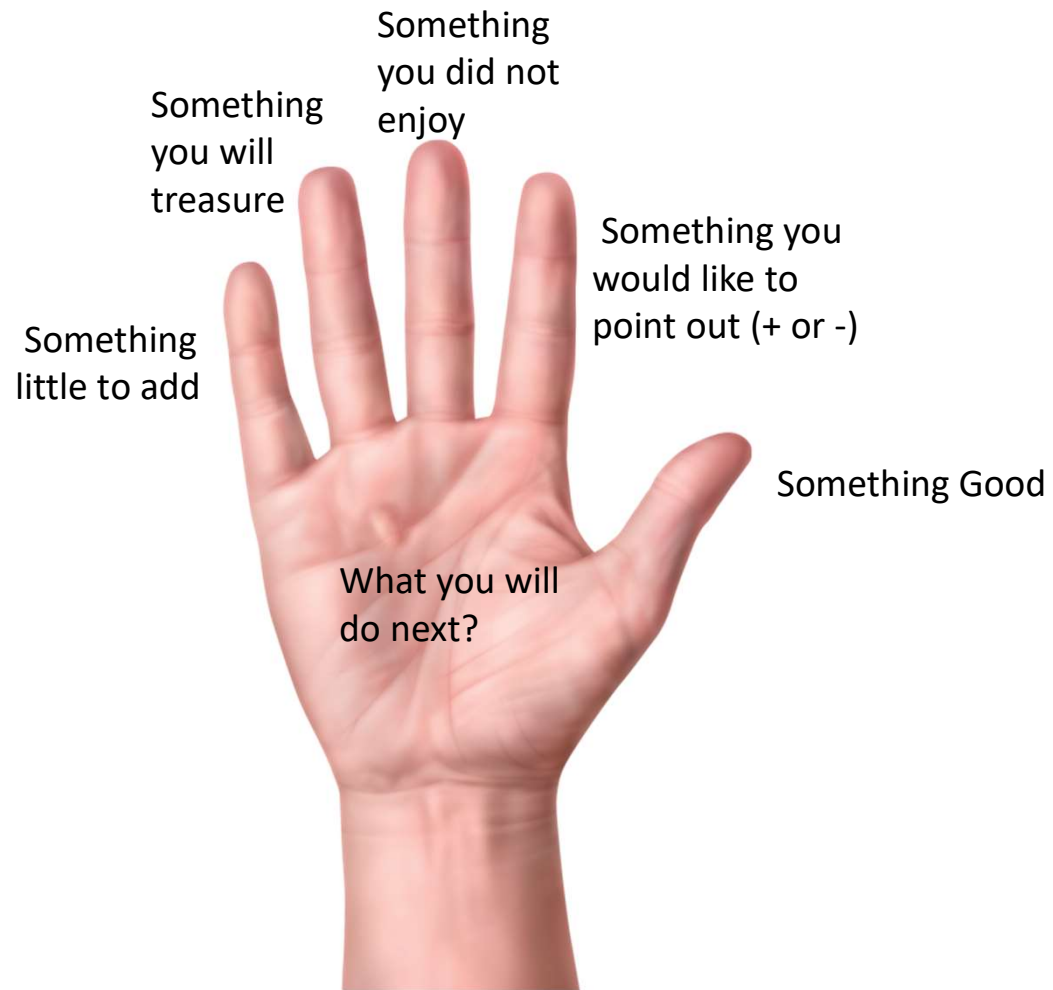 Something
you did not
enjoy
Something
you will
treasure
Something you
would like to
point out (+ or -)
Something
little to add
Something Good
What you will
do next?